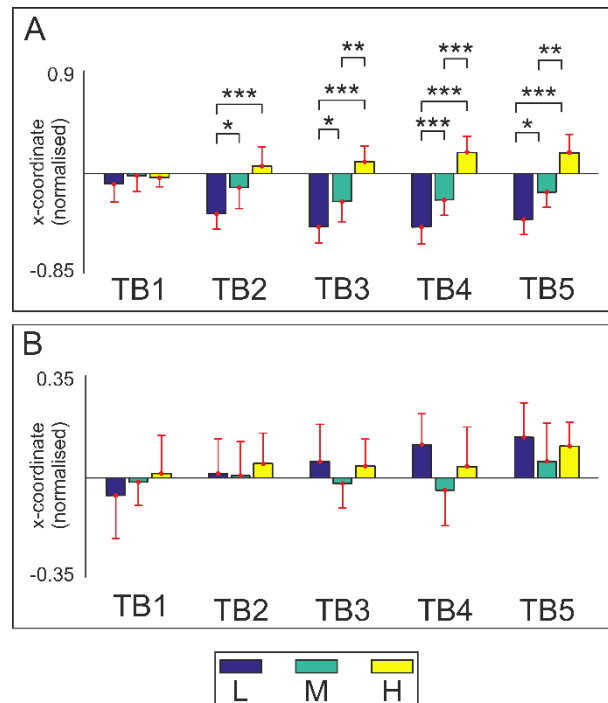 A
0.9
x-coordinate
(normalised)
-0.85
** *** **
*** *** *** ***
* * *** *
TB1 TB2 TB3 TB4 TB5
B
0.35
x-coordinate
(normalised)
-0.35
TB1 TB2 TB3 TB4 TB5
L M H